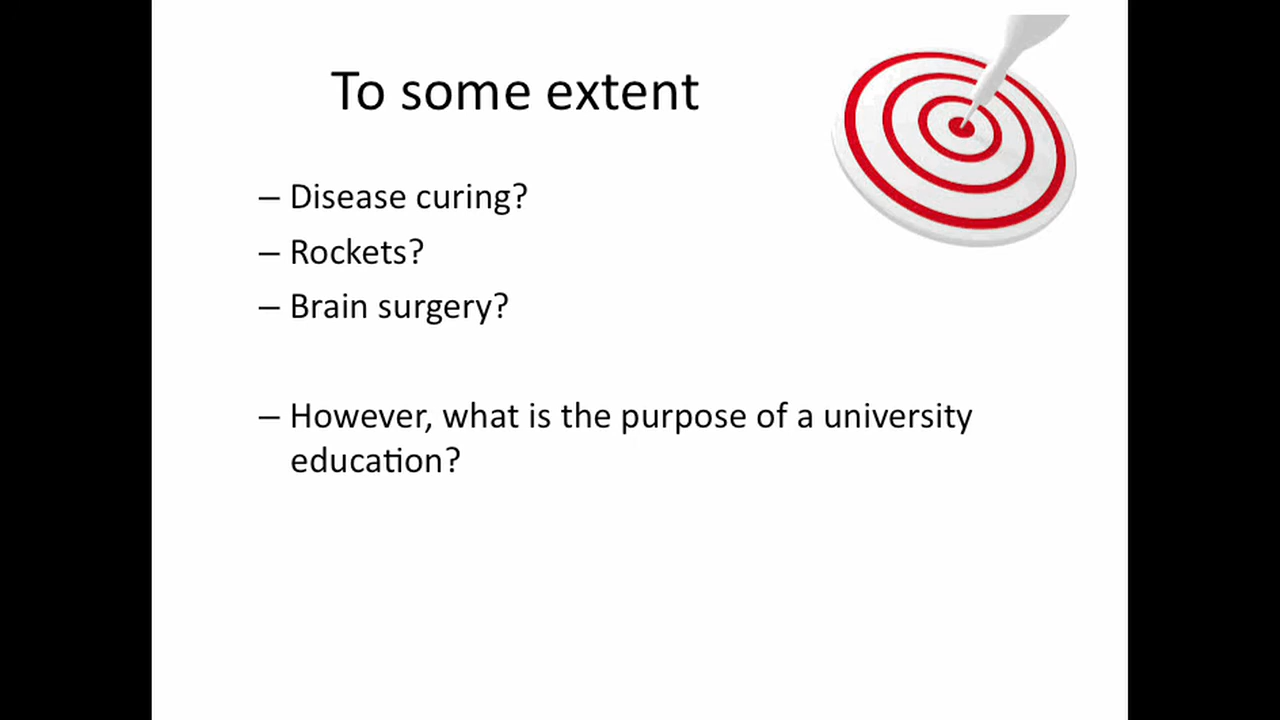 To some extent
– Disease curing?
– Rockets?
– Brain surgery?
– However, what is the purpose of a university
education?